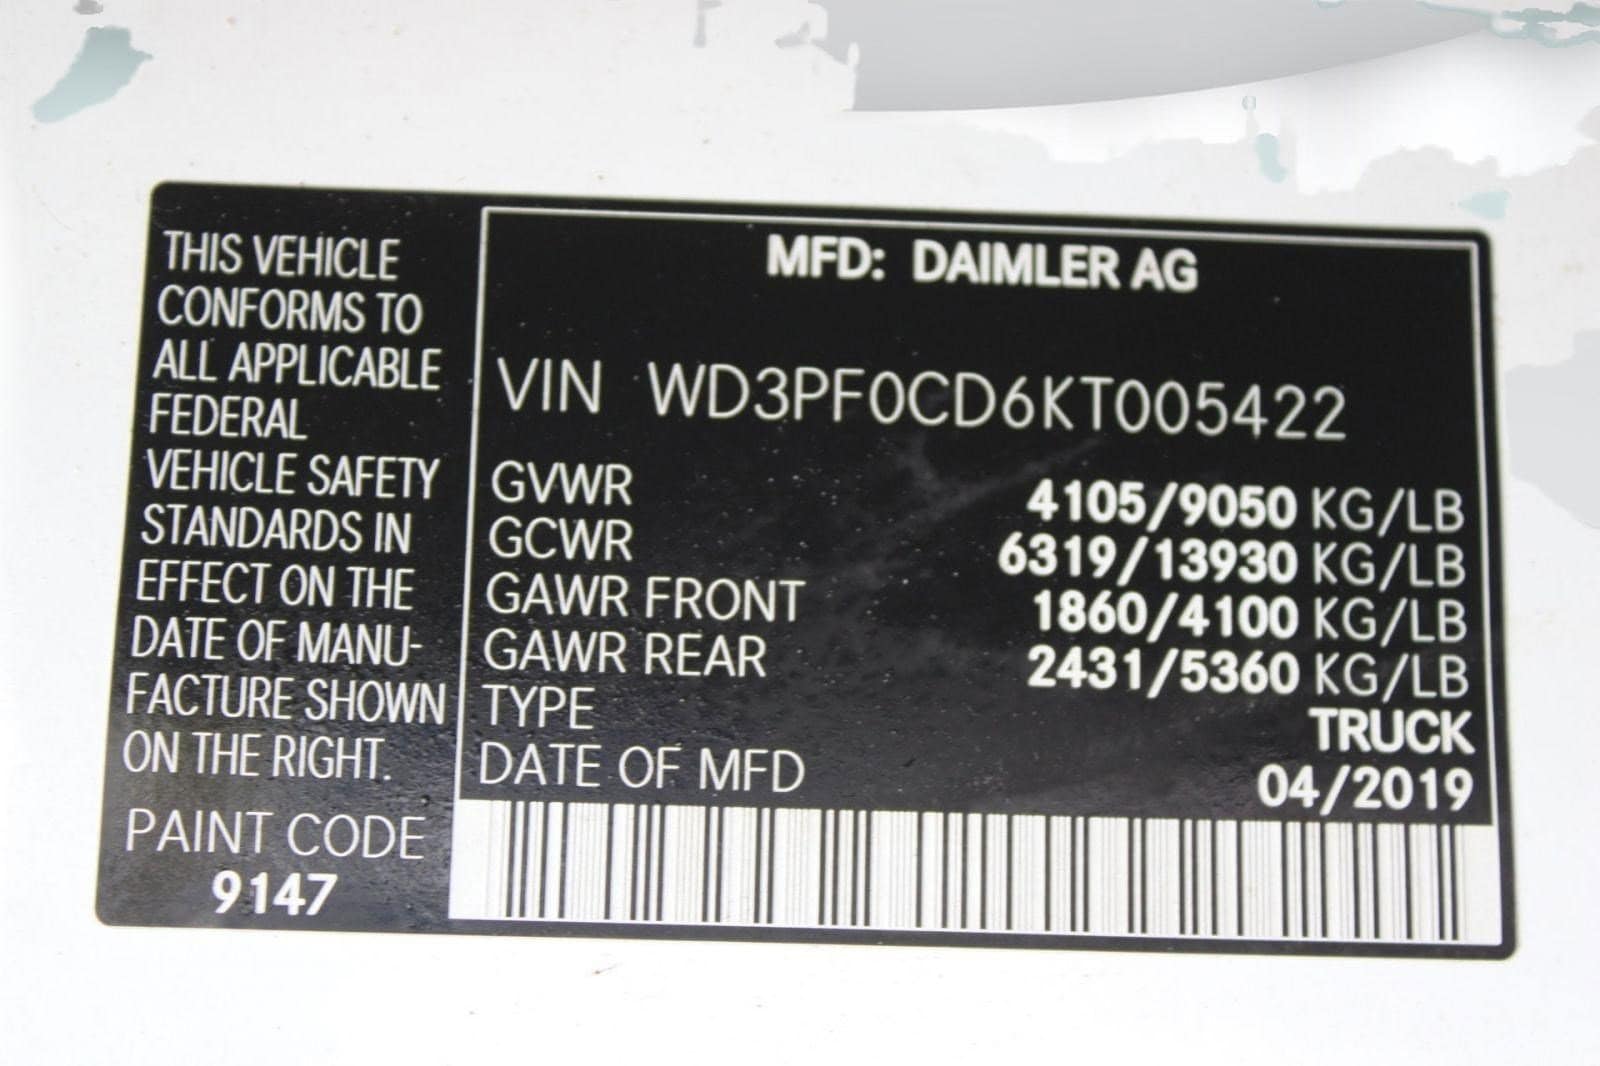 THIS VEHICLE
CONFORMS TO
ALL APPLICABLE
FEDERAL
VEHICLE SAFETY
STANDARDS IN
EFFECT ON THE
DATE OF MANU-
FACTURE SHOWN
ON THE RIGHT.
PAINT CODE
9147
MFD: DAIMLER AG
VIN WD3PF0CD6KT005422
GVWR 4105/9050 KG/LB
GCWR 6319/13930 KG/LB
GAWR FRONT 1860/4100 KG/LB
GAWR REAR 2431/5360 KG/LB
TYPE TRUCK
DATE OF MFD 04/2019